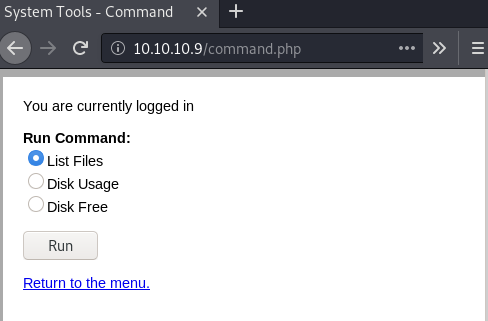 System Tools - Command
10.10.10.9/command.php
You are currently logged in
Run Command:
List Files
Disk Usage
Disk Free
Run
Return to the menu.